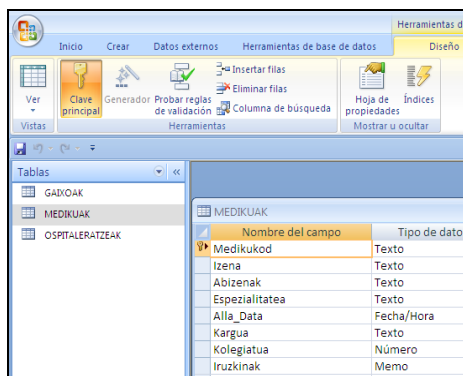 Herramientas d
Inicio Crear Datos externos Herramientas de base de datos Diseño
Ver
Clave principal
Generador
Probar reglas de validación
Insertar filas
Eliminar filas
Columna de búsqueda
Hoja de propiedades
Índices
Vistas Herramientas Mostrar u ocultar
Tablas
GAIXOAK
MEDIKUAK
OSPITALERATZEAK
MEDIKUAK
Nombre del campo Tipo de dato
Medikukod Texto
Izena Texto
Abizenak Texto
Espezialitatea Texto
Alla_Data Fecha/Hora
Kargua Texto
Kolegiatua Número
Iruzkinak Memo